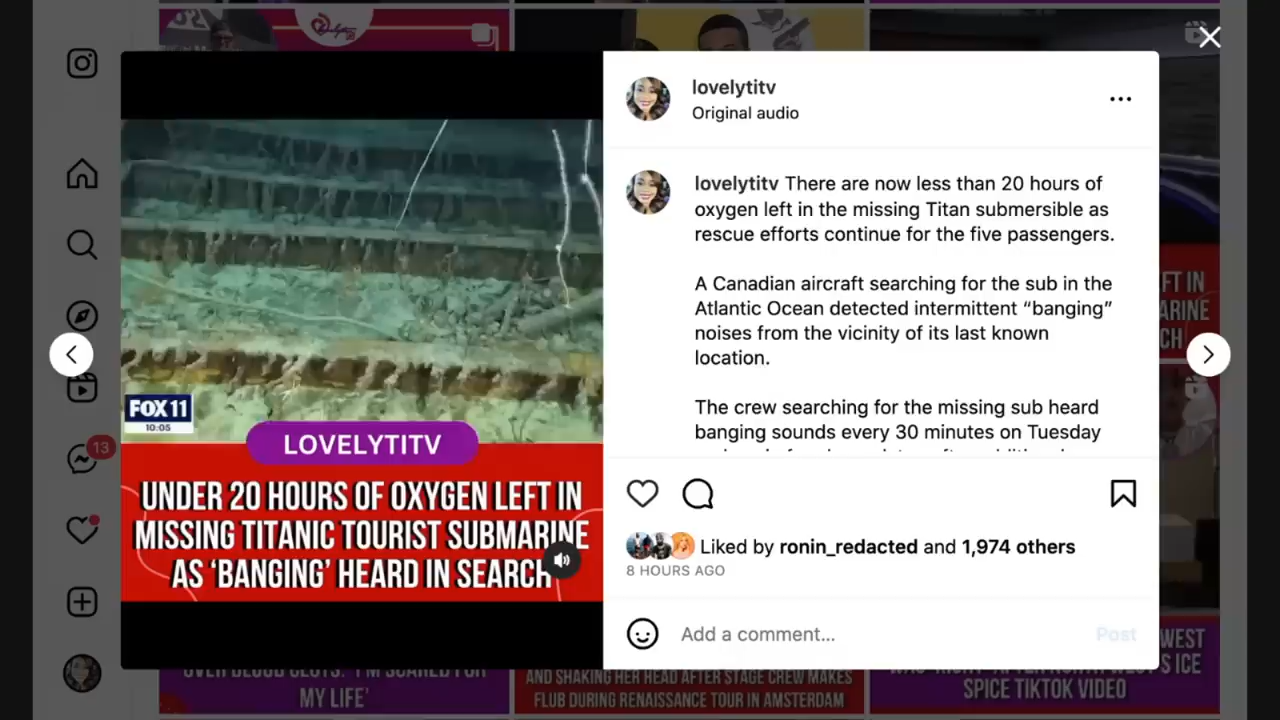 lovelytitv
Original audio
lovelytitv There are now less than 20 hours of
oxygen left in the missing Titan submersible as
rescue efforts continue for the five passengers.
A Canadian aircraft searching for the sub in the
Atlantic Ocean detected intermittent “banging”
noises from the vicinity of its last known
location.
The crew searching for the missing sub heard
banging sounds every 30 minutes on Tuesday
FOX 11
10:05
LOVELYTITV
UNDER 20 HOURS OF OXYGEN LEFT IN
MISSING TITANIC TOURIST SUBMARINE
AS ‘BANGING’ HEARD IN SEARCH
13
Liked by ronin_redacted and 1,974 others
8 HOURS AGO
Add a comment...
Post
FT IN
ARINE
CH
MY LIFE’
AND SHAKING HER HEAD AFTER STAGE CREW MAKES
FLUB DURING RENAISSANCE TOUR IN AMSTERDAM
WEST
’S ICE
SPICE TIKTOK VIDEO